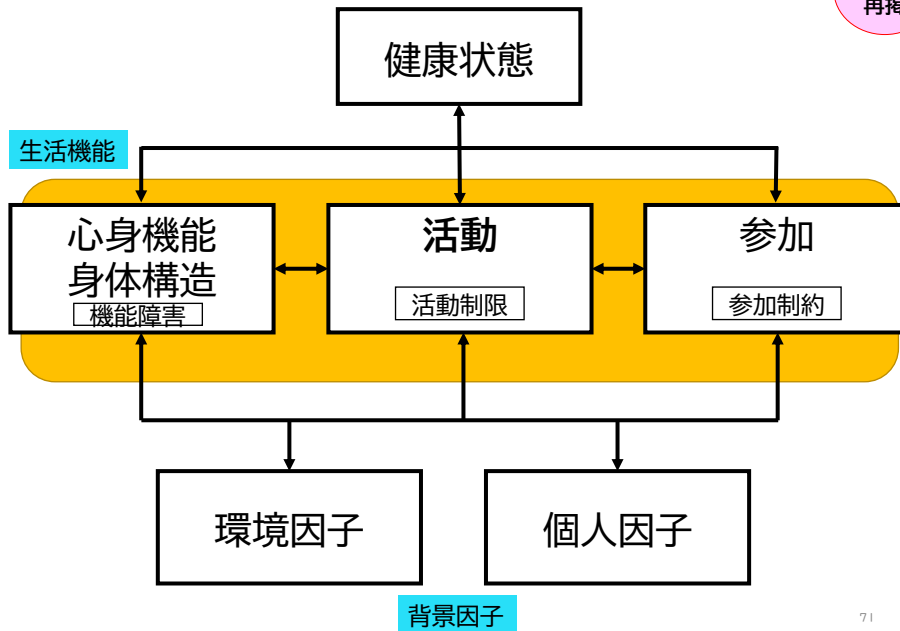 再掲
健康状態
生活機能
心身機能
身体構造
機能障害
活動
活動制限
参加
参加制約
環境因子
個人因子
背景因子
71